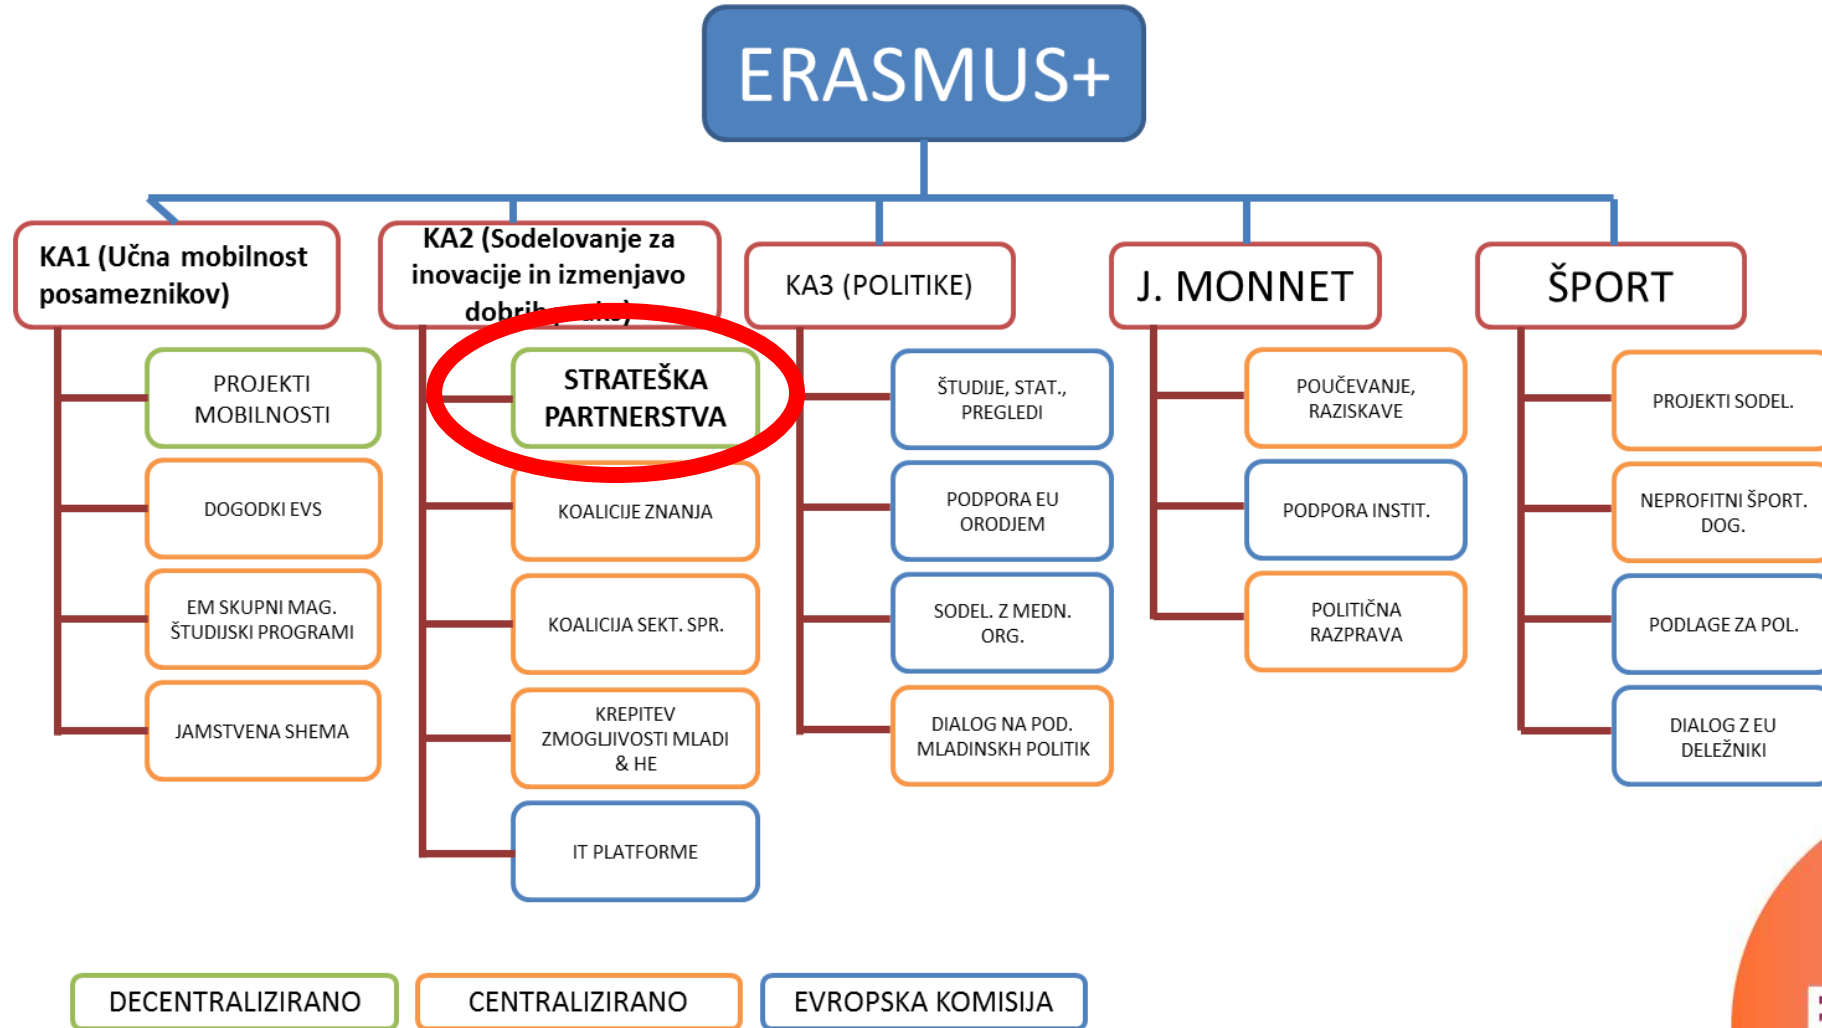 ERASMUS+
KA1 (Učna mobilnost
posameznikov)
PROJEKTI
MOBILNOSTI
DOGODKI EVS
EM SKUPNI MAG.
ŠTUDIJSKI PROGRAMI
JAMSTVENA SHEMA
KA2 (Sodelovanje za
inovacije in izmenjavo
STRATEŠKA
PARTNERSTVA
KOALICIJE ZNANJA
KOALICIJA SEKT. SPR.
KREPITEV
ZMOGLJIVOSTI MLADI
& HE
IT PLATFORME
KA3 (POLITIKE)
ŠTUDIJE, STAT.,
PREGLEDI
PODPORA EU
ORODJEM
SODEL. Z MEDN.
ORG.
DIALOG NA POD.
MLADINSKH POLITIK
J. MONNET
POUČEVANJE,
RAZISKAVE
PODPORA INSTIT.
POLITIČNA
RAZPRAVA
ŠPORT
PROJEKTI SODEL.
NEPROFITNI ŠPORT.
DOG.
PODLAGE ZA POL.
DIALOG Z EU
DELEŽNIKI
DECENTRALIZIRANO
CENTRALIZIRANO
EVROPSKA KOMISIJA